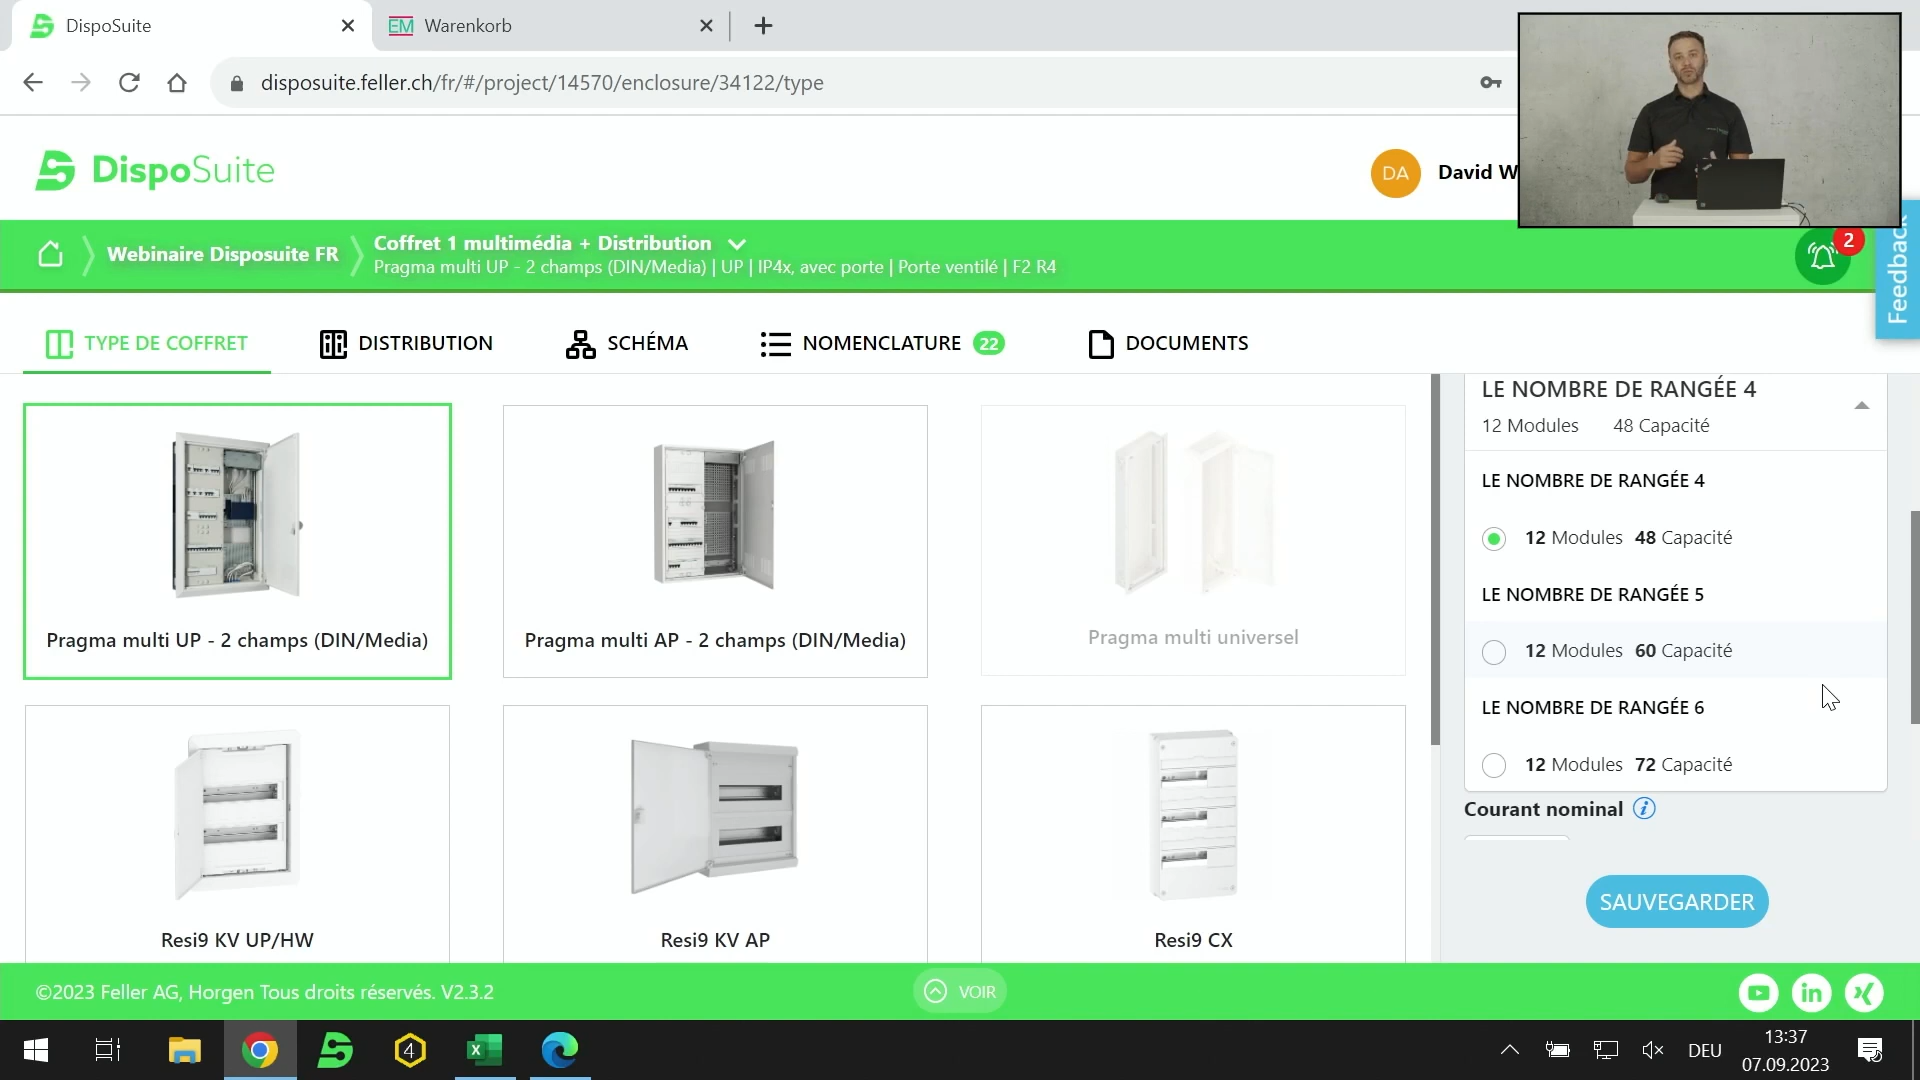 DispoSuite
EM Warenkorb
disposuite.feller.ch/fr/#/project/14570/enclosure/34122/type
DispoSuite
DA David W
Webinaire Disposuite FR
Coffret 1 multimédia + Distribution
Pragma multi UP - 2 champs (DIN/Media) | UP | IP4x, avec porte | Porte ventilé | F2 R4
2
Feedback
TYPE DE COFFRET
DISTRIBUTION
SCHÉMA
NOMENCLATURE 22
DOCUMENTS
Pragma multi UP - 2 champs (DIN/Media)
Pragma multi AP - 2 champs (DIN/Media)
Pragma multi universel
Resi9 KV UP/HW
Resi9 KV AP
Resi9 CX
LE NOMBRE DE RANGÉE 4
12 Modules 48 Capacité
LE NOMBRE DE RANGÉE 4
12 Modules 48 Capacité
LE NOMBRE DE RANGÉE 5
12 Modules 60 Capacité
LE NOMBRE DE RANGÉE 6
12 Modules 72 Capacité
Courant nominal i
SAUVEGARDER
©2023 Feller AG, Horgen Tous droits réservés. V2.3.2
VOIR
in
4
DEU
13:37
07.09.2023